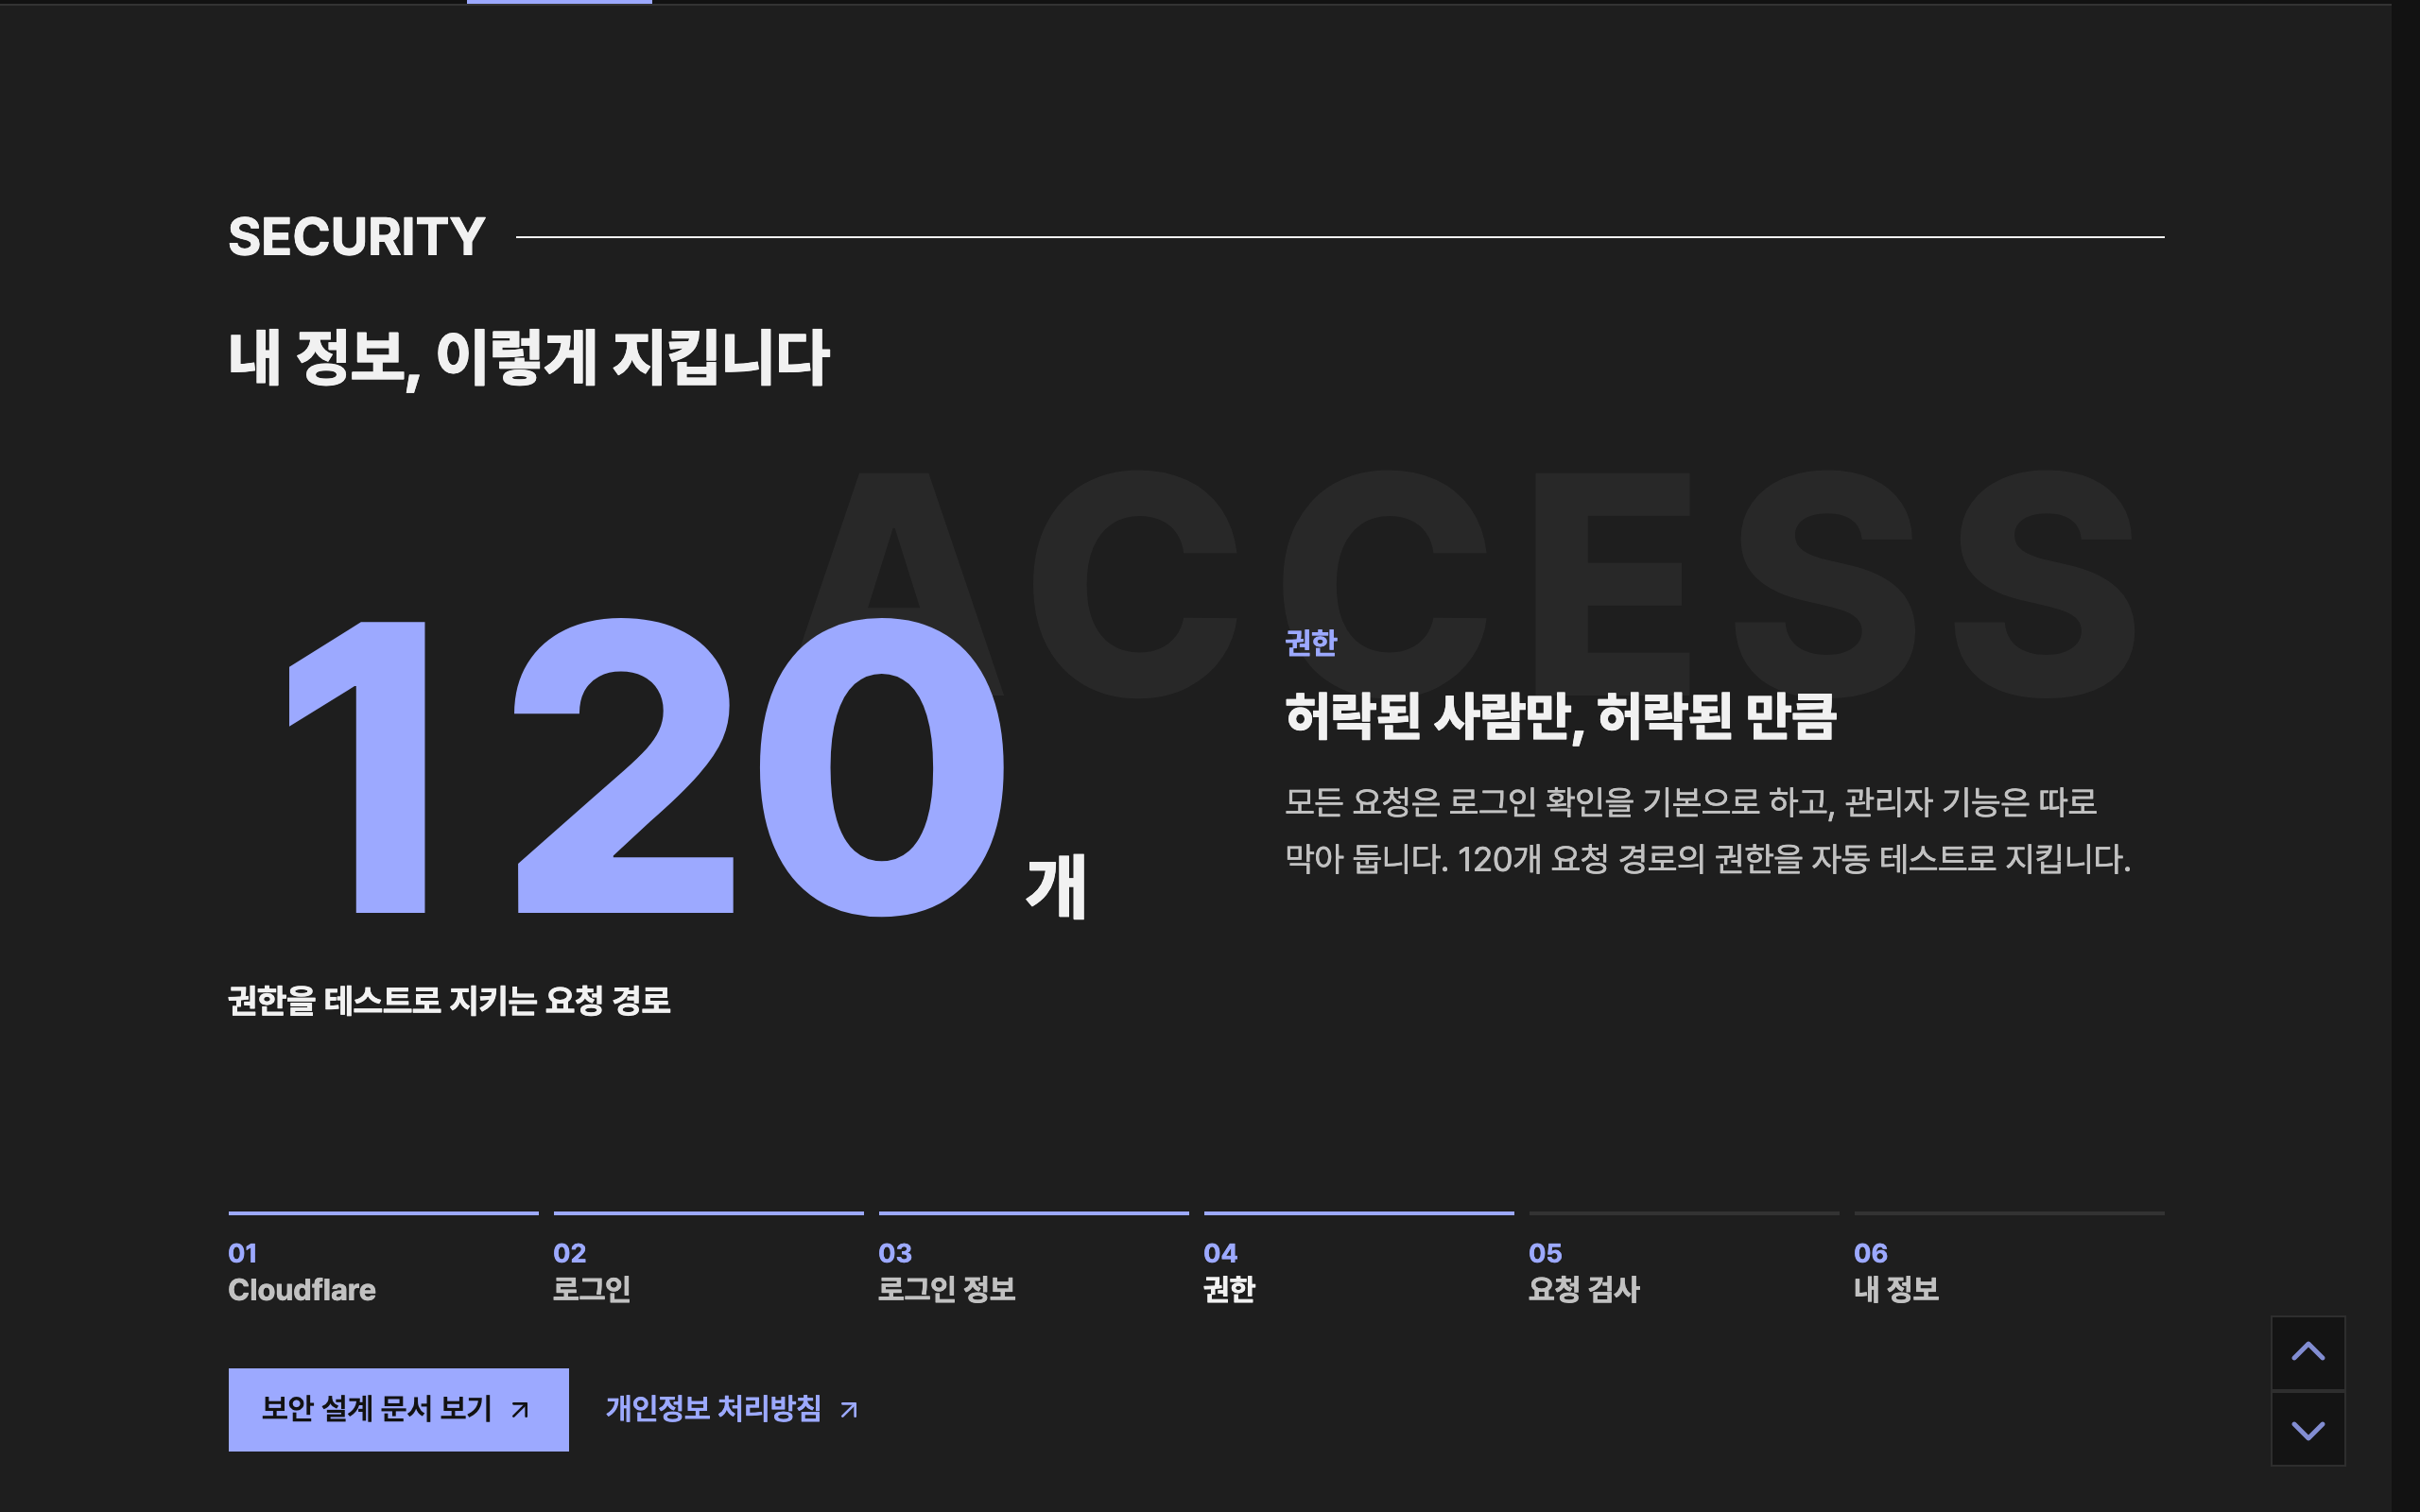 SECURITY
내 정보, 이렇게 지킵니다
ACCESS
120개
권한을 테스트로 지키는 요청 경로
권한
허락된 사람만, 허락된 만큼
모든 요청은 로그인 확인을 기본으로 하고, 관리자 기능은 따로
막아 둡니다. 120개 요청 경로의 권한을 자동 테스트로 지킵니다.
01
Cloudflare
02
로그인
03
로그인 정보
04
권한
05
요청 검사
06
내 정보
보안 설계 문서 보기
개인정보 처리방침